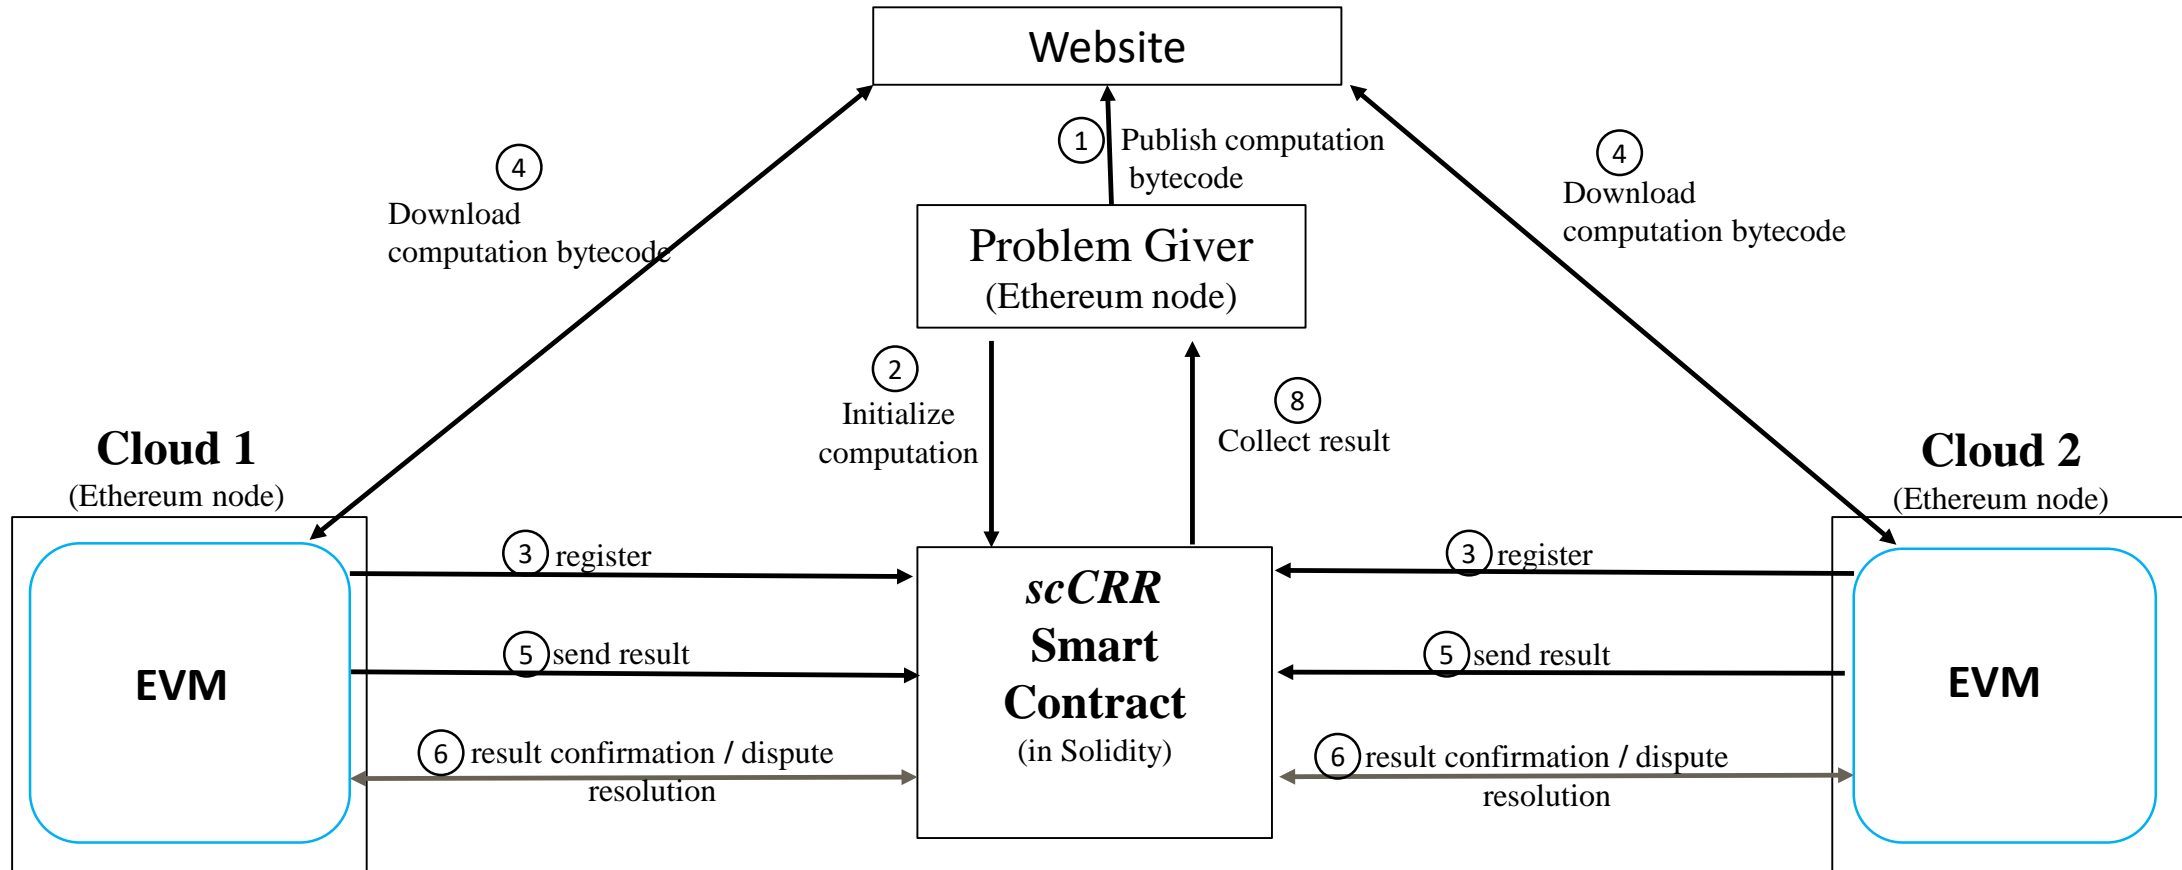 Website
1
Publish computation
bytecode
4
Download
computation bytecode
4
Download
computation bytecode
Problem Giver
(Ethereum node)
2
Initialize
computation
8
Collect result
Cloud 1
(Ethereum node)
Cloud 2
(Ethereum node)
EVM
3 register
5 send result
6 result confirmation / dispute
resolution
scCRR
Smart
Contract
(in Solidity)
3 register
5 send result
6 result confirmation / dispute
resolution
EVM